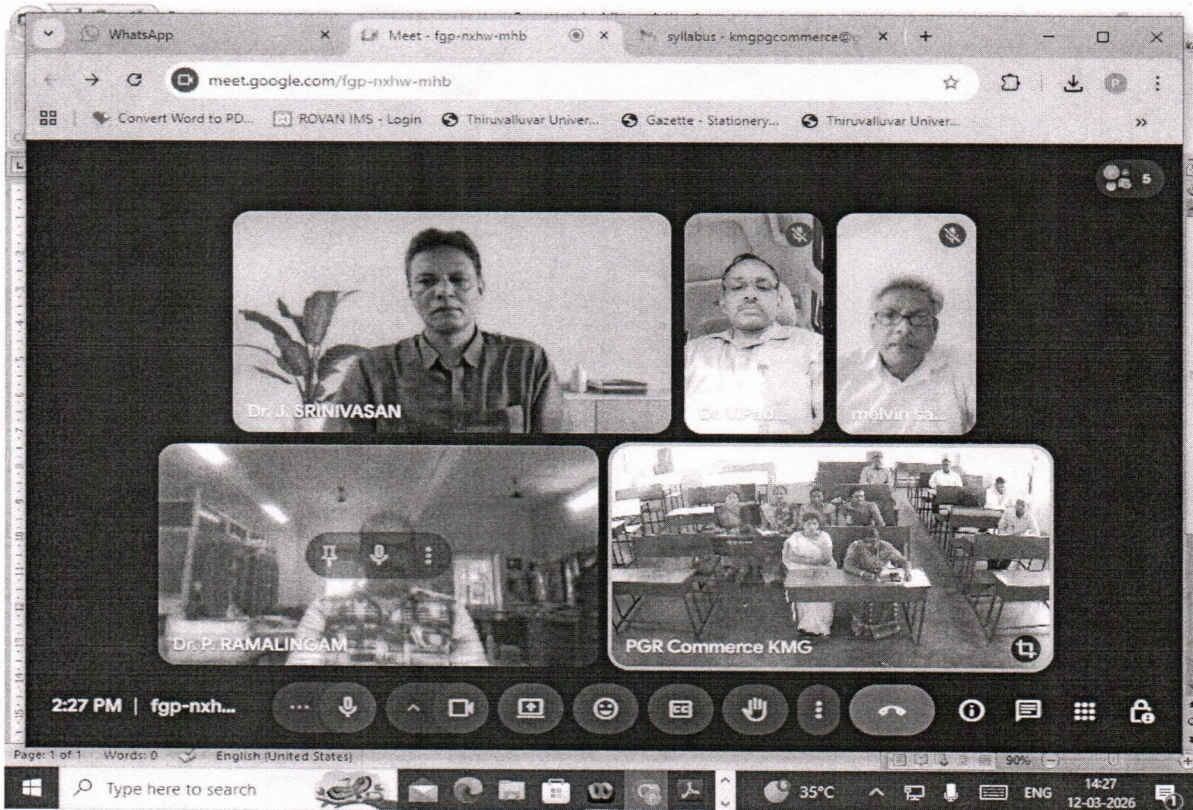 WhatsApp
Meet - fgp-nxhw-mhb
syllabus - kmgpgcommerce@
meet.google.com/fgp-nxhw-mhb
P
Convert Word to PD...
ROVAN IMS - Login
Thiruvalluvar Univer...
Gazette - Stationery...
Thiruvalluvar Univer...
»
5
Dr. J. SRINIVASAN
melvin sa...
Dr. P. RAMALINGAM
PGR Commerce KMG
2:27 PM | fgp-nxh...
Page: 1 of 1 Words: 0 English (United States) 90%
Type here to search
35°C
ENG
14:27
12-03-2026